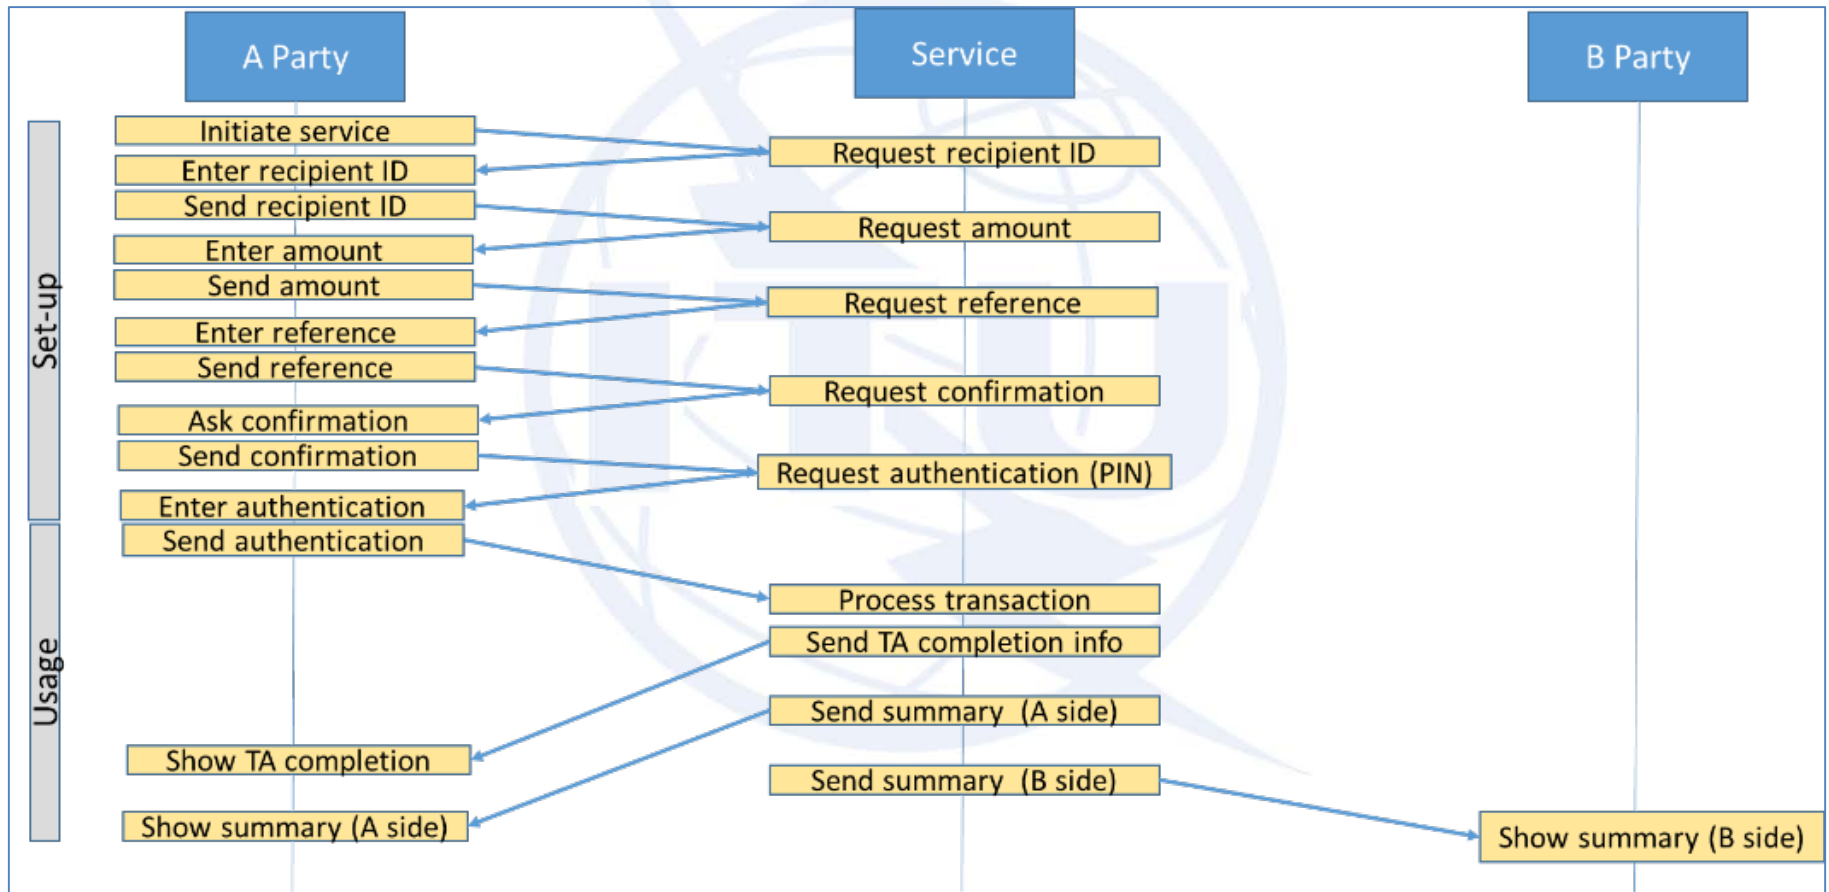 A Party
Service
B Party
Set-up
Initiate service
Request recipient ID
Enter recipient ID
Send recipient ID
Request amount
Enter amount
Send amount
Request reference
Enter reference
Send reference
Request confirmation
Ask confirmation
Send confirmation
Request authentication (PIN)
Enter authentication
Usage
Send authentication
Process transaction
Send TA completion info
Send summary (A side)
Show TA completion
Send summary (B side)
Show summary (A side)
Show summary (B side)
ITU